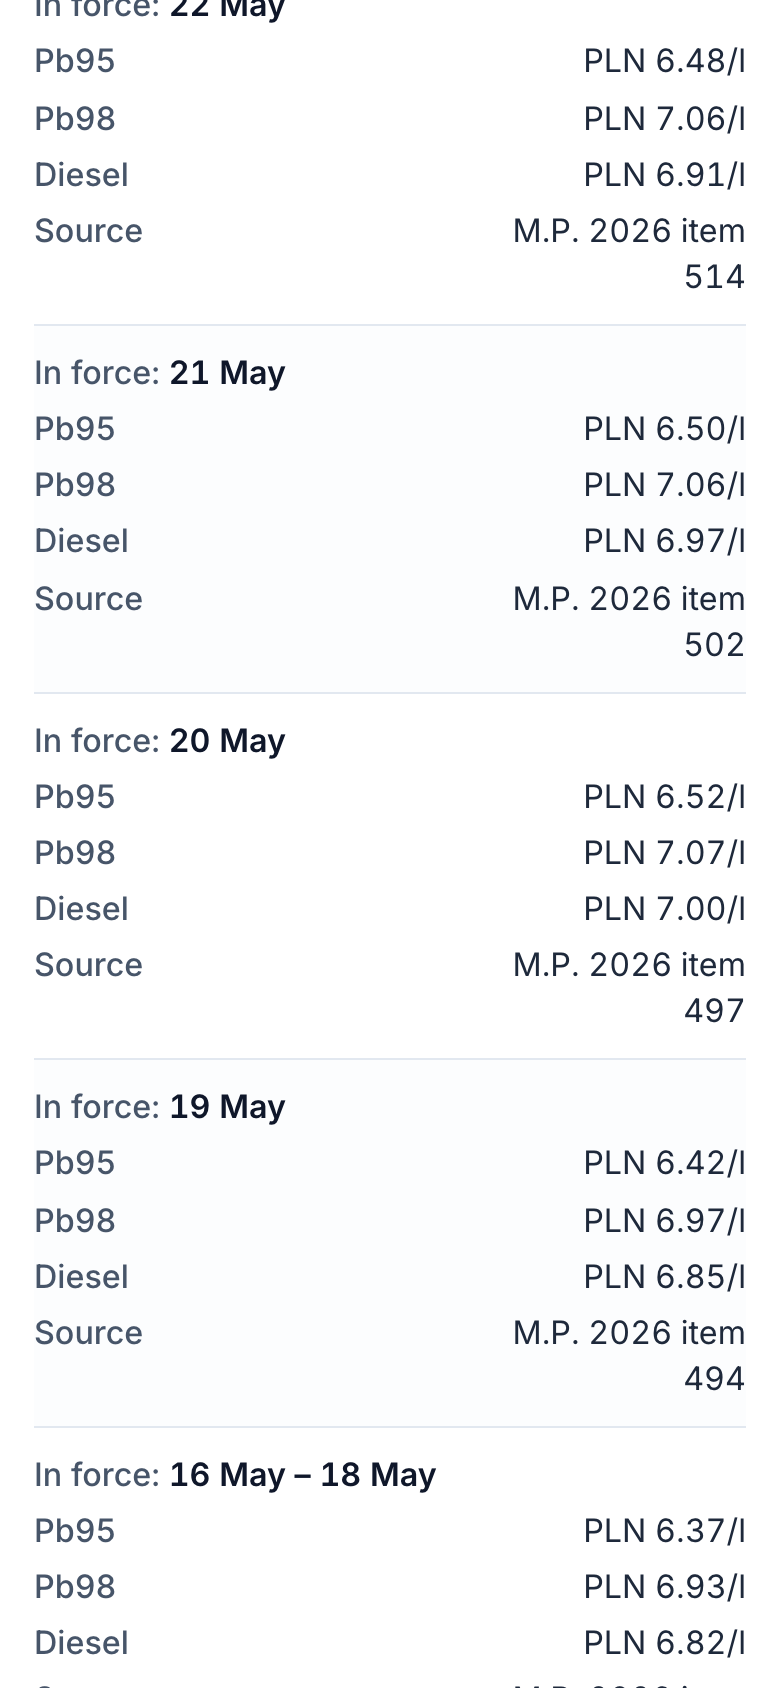 In force: 22 May
Pb95 PLN 6.48/l
Pb98 PLN 7.06/l
Diesel PLN 6.91/l
Source M.P. 2026 item
514
In force: 21 May
Pb95 PLN 6.50/l
Pb98 PLN 7.06/l
Diesel PLN 6.97/l
Source M.P. 2026 item
502
In force: 20 May
Pb95 PLN 6.52/l
Pb98 PLN 7.07/l
Diesel PLN 7.00/l
Source M.P. 2026 item
497
In force: 19 May
Pb95 PLN 6.42/l
Pb98 PLN 6.97/l
Diesel PLN 6.85/l
Source M.P. 2026 item
494
In force: 16 May – 18 May
Pb95 PLN 6.37/l
Pb98 PLN 6.93/l
Diesel PLN 6.82/l